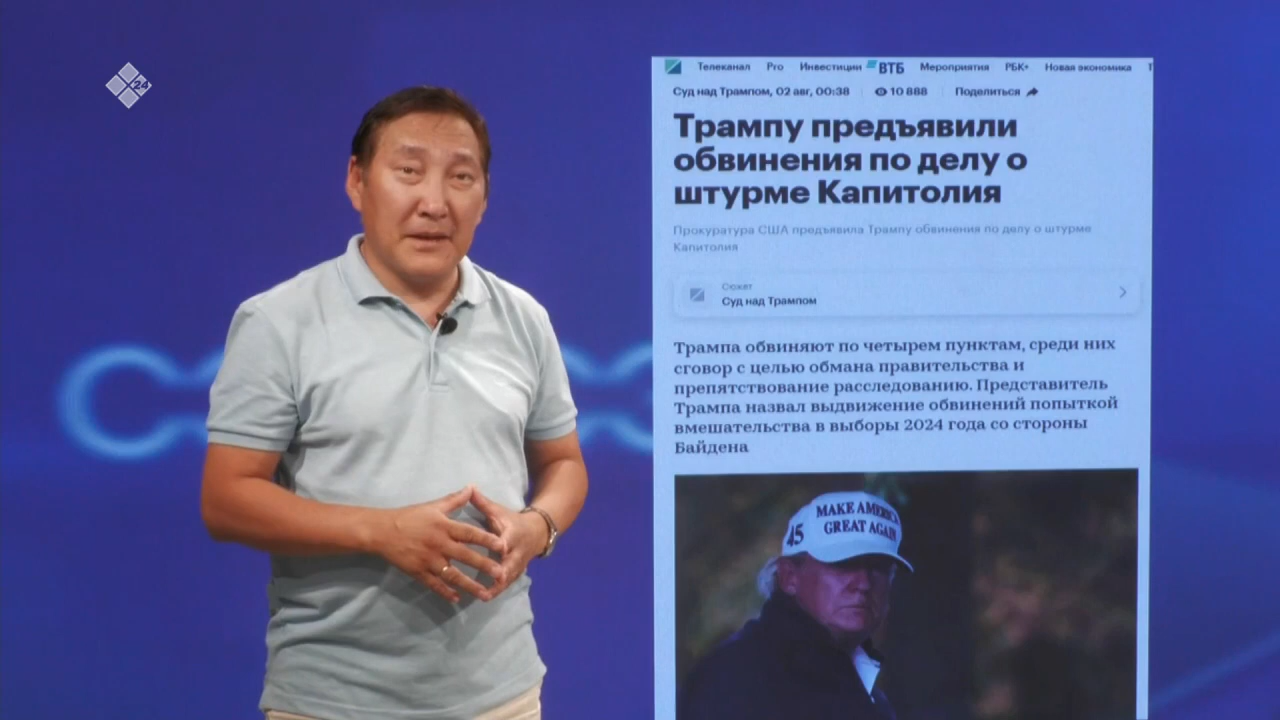 24
Телеканал Pro Инвестиции ВТБ Мероприятия РБК+ Новая экономика Т
Суд над Трампом, 02 авг, 00:38 10 888 Поделиться
Трампу предъявили
обвинения по делу о
штурме Капитолия
Прокуратура США предъявила Трампу обвинения по делу о штурме
Капитолия
Сюжет
Суд над Трампом
Трампа обвиняют по четырем пунктам, среди них
сговор с целью обмана правительства и
препятствование расследованию. Представитель
Трампа назвал выдвижение обвинений попыткой
вмешательства в выборы 2024 года со стороны
Байдена
MAKE AMERICA
GREAT AGAIN
45